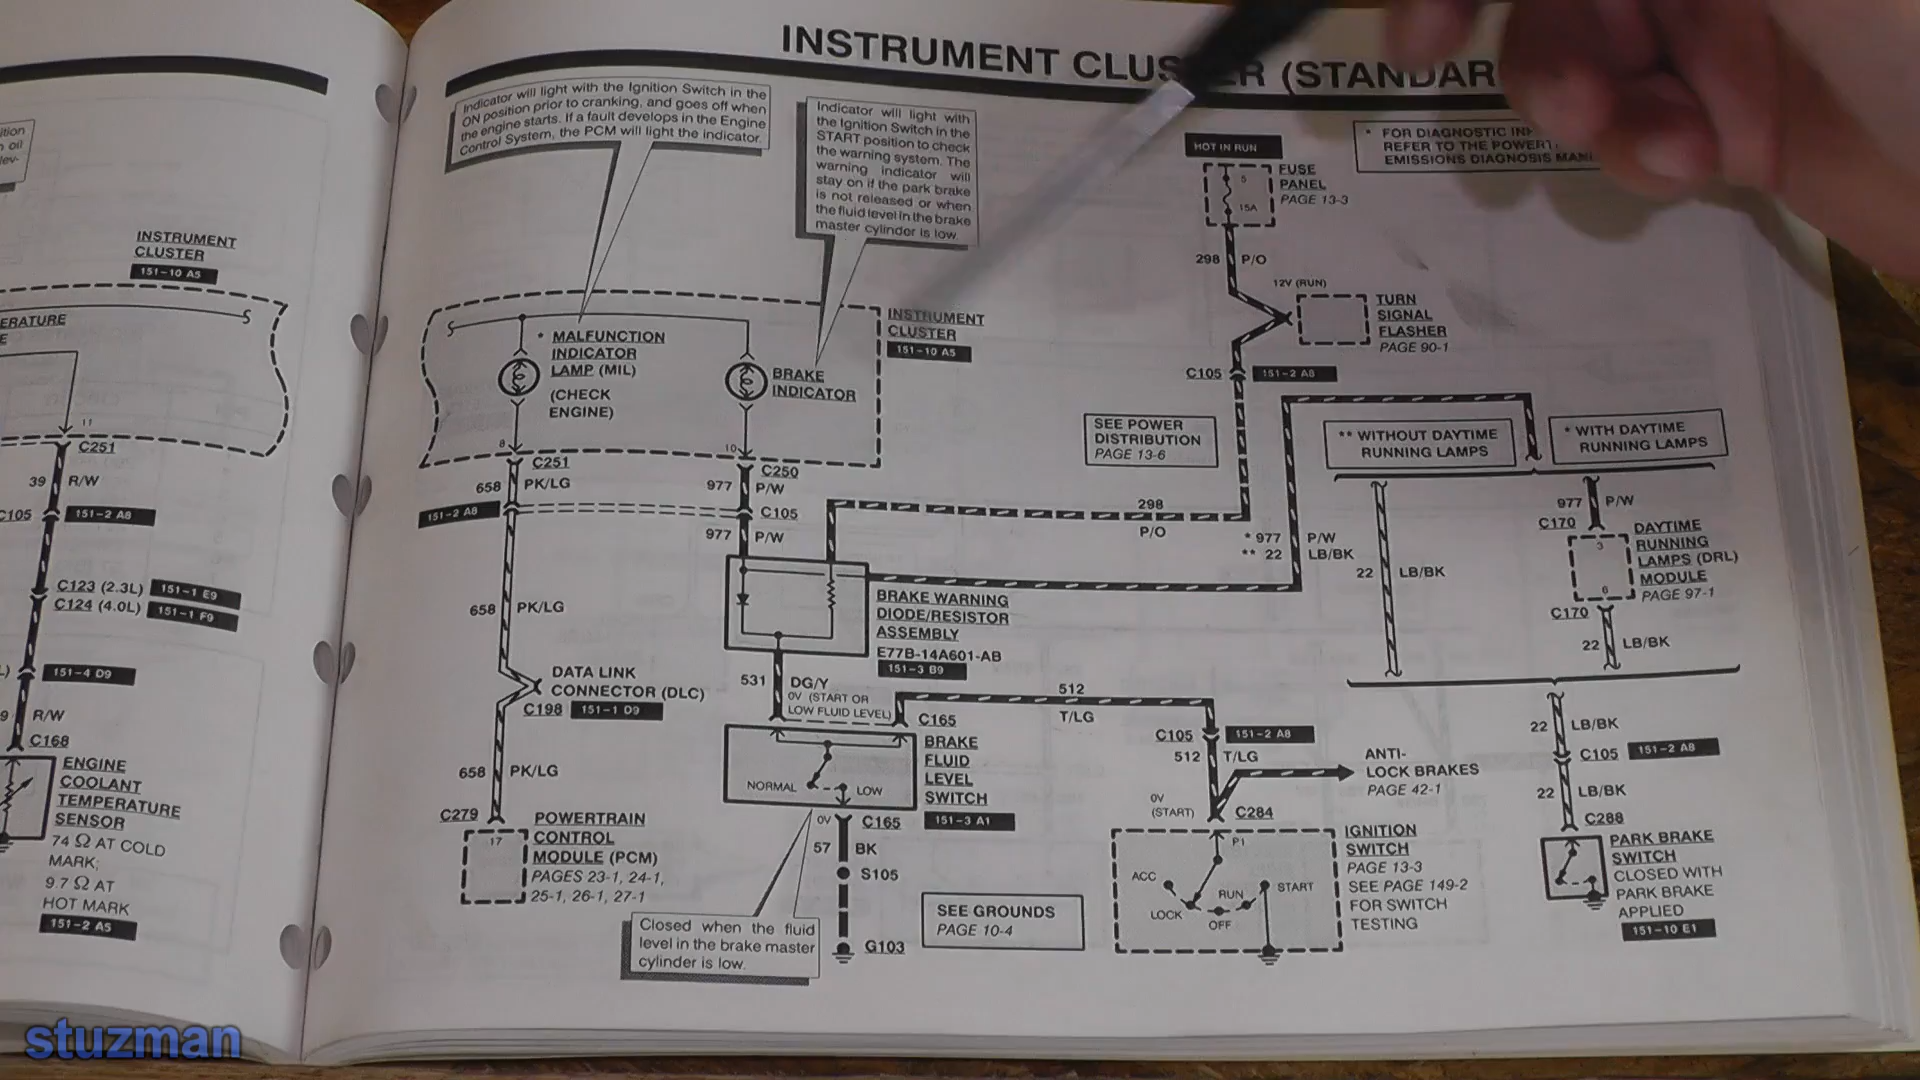 INSTRUMENT CLUSTER (STANDAR
Indicator will light with the Ignition Switch in the
ON position prior to cranking, and goes off when
the engine starts. If a fault develops in the Engine
Control System, the PCM will light the indicator.
Indicator will light with
the Ignition Switch in the
START position to check
the warning system. The
warning indicator will
stay on if the park brake
is not released or when
the fluid level in the brake
master cylinder is low.
HOT IN RUN
5
15A
FUSE
PANEL
PAGE 13-3
* FOR DIAGNOSTIC IN
REFER TO THE POWERT
EMISSIONS DIAGNOSIS MAN
oil
lev-
INSTRUMENT
CLUSTER
151-10 A5
ERATURE
E
11
C251
39 R/W
C105 151-2 A8
C123 (2.3L) 151-1 E9
C124 (4.0L) 151-1 F9
151-4 D9
9 R/W
C168
ENGINE
COOLANT
TEMPERATURE
SENSOR
74 Ω AT COLD
MARK;
9.7 Ω AT
HOT MARK
151-2 A5
298 P/O
12V (RUN)
TURN
SIGNAL
FLASHER
PAGE 90-1
INSTRUMENT
CLUSTER
151-10 A5
* MALFUNCTION
INDICATOR
LAMP (MIL)
(CHECK
ENGINE)
BRAKE
INDICATOR
8
10
C251
C250
C105 151-2 A8
SEE POWER
DISTRIBUTION
PAGE 13-6
** WITHOUT DAYTIME
RUNNING LAMPS
* WITH DAYTIME
RUNNING LAMPS
658 PK/LG
977 P/W
151-2 A8
C105
977 P/W
298
P/O
* 977 P/W
** 22 LB/BK
22 LB/BK
977 P/W
C170
3
6
DAYTIME
RUNNING
LAMPS (DRL)
MODULE
PAGE 97-1
C170
22 LB/BK
658 PK/LG
BRAKE WARNING
DIODE/RESISTOR
ASSEMBLY
E77B-14A601-AB
151-3 B9
DATA LINK
CONNECTOR (DLC)
C198 151-1 D9
531 DG/Y
0V (START OR
LOW FLUID LEVEL)
C165
512
T/LG
BRAKE
FLUID
LEVEL
SWITCH
151-3 A1
NORMAL
LOW
C105 151-2 A8
512 T/LG
ANTI-
LOCK BRAKES
PAGE 42-1
22 LB/BK
C105 151-2 A8
22 LB/BK
C288
658 PK/LG
C279
17
POWERTRAIN
CONTROL
MODULE (PCM)
PAGES 23-1, 24-1,
25-1, 26-1, 27-1
0V
C165
57 BK
S105
G103
Closed when the fluid
level in the brake master
cylinder is low.
SEE GROUNDS
PAGE 10-4
0V
(START)
C284
P1
ACC
LOCK
OFF
RUN
START
IGNITION
SWITCH
PAGE 13-3
SEE PAGE 149-2
FOR SWITCH
TESTING
PARK BRAKE
SWITCH
CLOSED WITH
PARK BRAKE
APPLIED
151-10 E1
stuzman